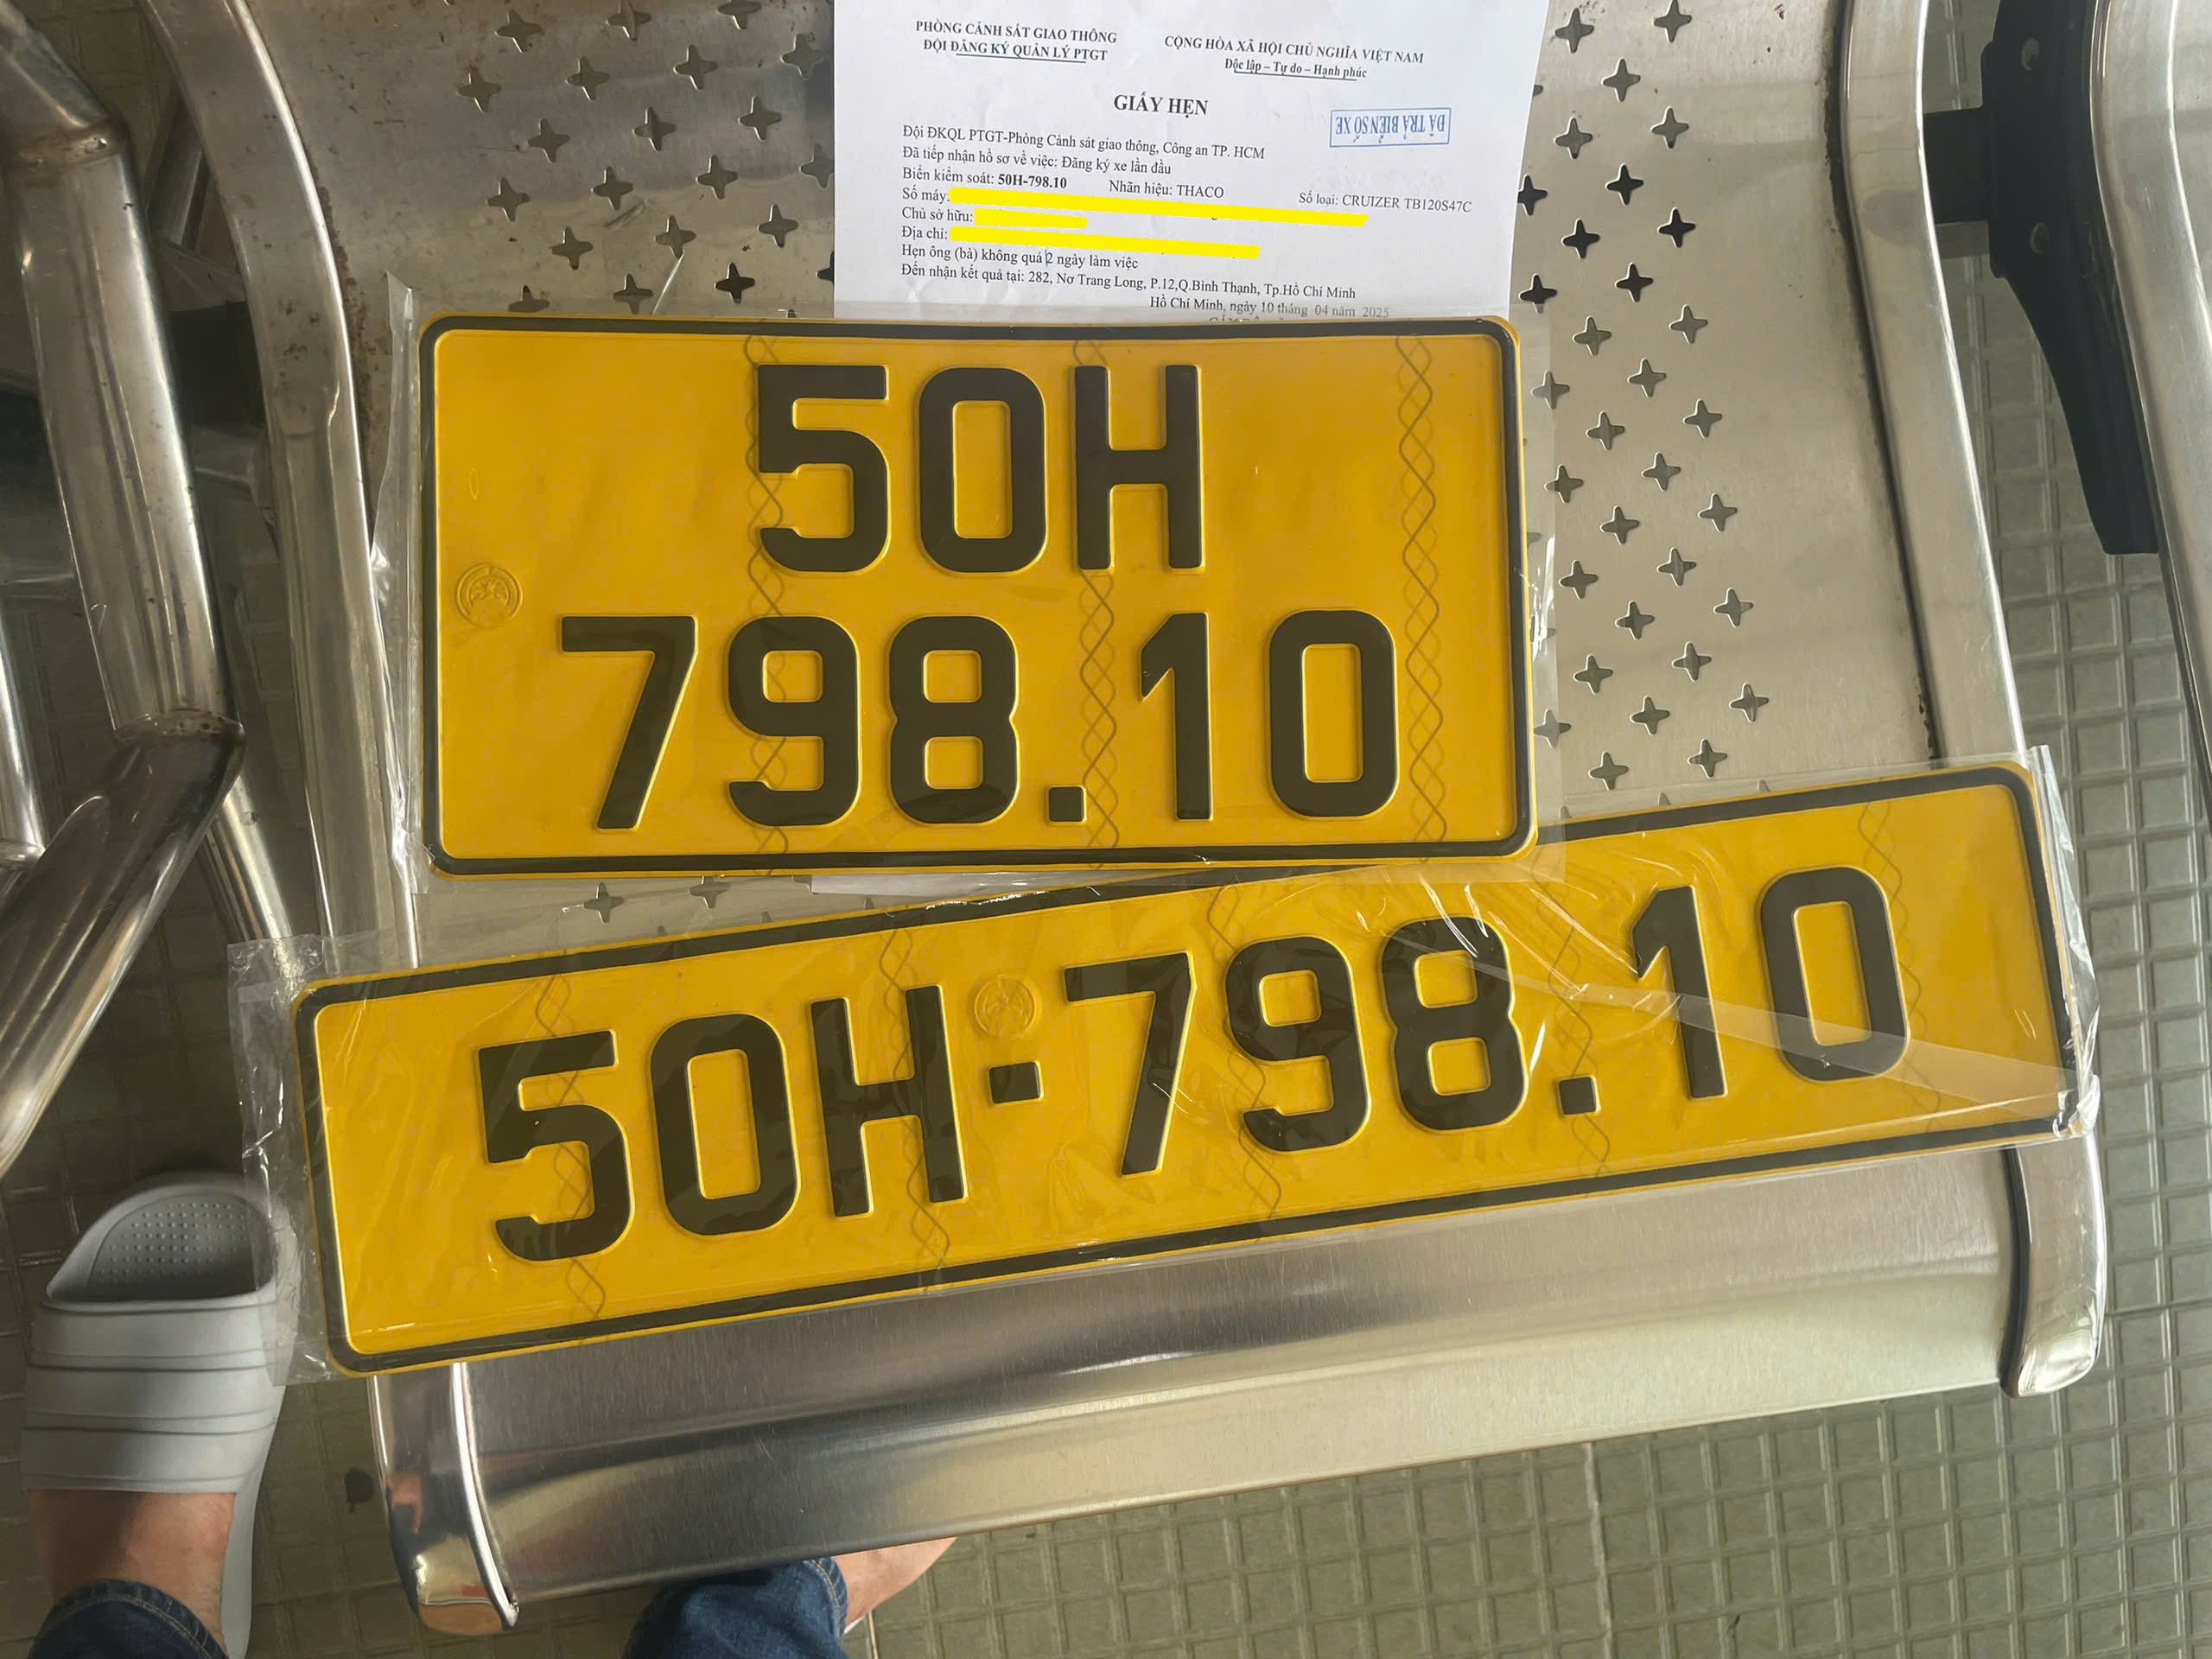 PHÒNG CẢNH SÁT GIAO THÔNG
ĐỘI ĐĂNG KÝ QUẢN LÝ PTGT
CỘNG HÒA XÃ HỘI CHỦ NGHĨA VIỆT NAM
Độc lập – Tự do – Hạnh phúc
GIẤY HẸN
ĐÃ TRẢ BIỂN SỐ XE
Đội ĐKQL PTGT-Phòng Cảnh sát giao thông, Công an TP. HCM
Đã tiếp nhận hồ sơ về việc: Đăng ký xe lần đầu
Biển kiểm soát: 50H-798.10 Nhãn hiệu: THACO Số loại: CRUIZER TB120S47C
Số máy:
Chủ sở hữu:
Địa chỉ:
Hẹn ông (bà) không quá 2 ngày làm việc
Đến nhận kết quả tại: 282, Nơ Trang Long, P.12,Q.Bình Thạnh, Tp.Hồ Chí Minh
Hồ Chí Minh, ngày 10 tháng 04 năm 2025
50H
798.10
50H-798.10